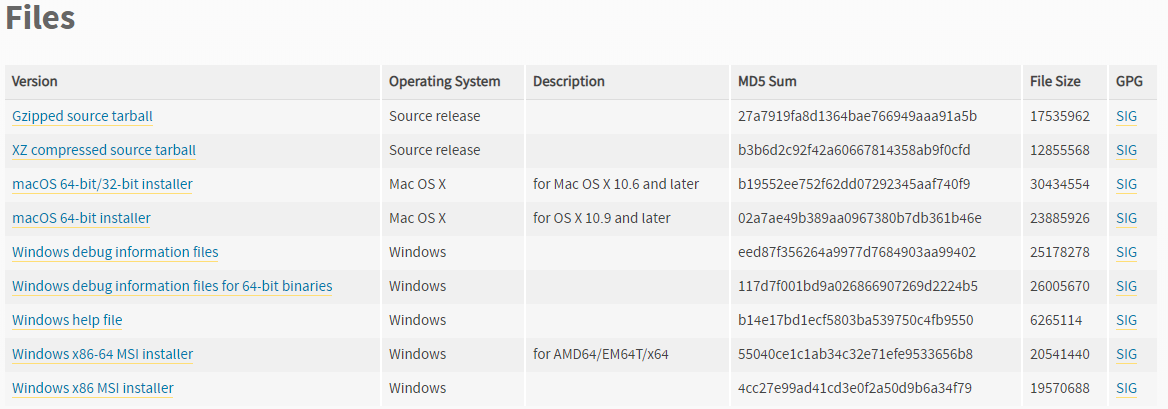 Files
Version Operating System Description MD5 Sum File Size GPG
Gzipped source tarball Source release 27a7919fa8d1364bae766949aaa91a5b 17535962 SIG
XZ compressed source tarball Source release b3b6d2c92f42a60667814358ab9f0cfd 12855568 SIG
macOS 64-bit/32-bit installer Mac OS X for Mac OS X 10.6 and later b19552ee752f62dd07292345aaf740f9 30434554 SIG
macOS 64-bit installer Mac OS X for OS X 10.9 and later 02a7ae49b389aa0967380b7db361b46e 23885926 SIG
Windows debug information files Windows eed87f356264a9977d7684903aa99402 25178278 SIG
Windows debug information files for 64-bit binaries Windows 117d7f001bd9a026866907269d2224b5 26005670 SIG
Windows help file Windows b14e17bd1ecf5803ba539750c4fb9550 6265114 SIG
Windows x86-64 MSI installer Windows for AMD64/EM64T/x64 55040ce1c1ab34c32e71efe9533656b8 20541440 SIG
Windows x86 MSI installer Windows 4cc27e99ad41cd3e0f2a50d9b6a34f79 19570688 SIG